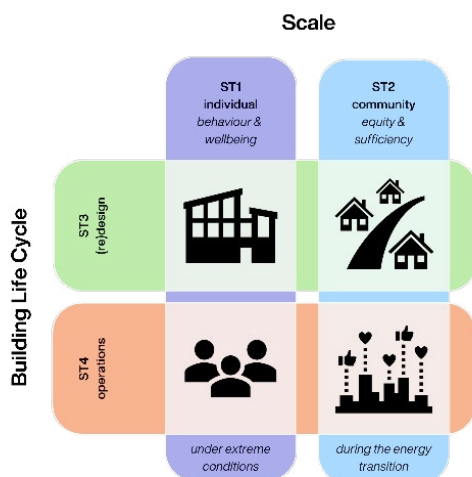 Scale
ST1
individual
behaviour &
wellbeing
ST2
community
equity &
sufficiency
Building Life Cycle
ST3
(re)design
ST4
operations
under extreme
conditions
during the energy
transition